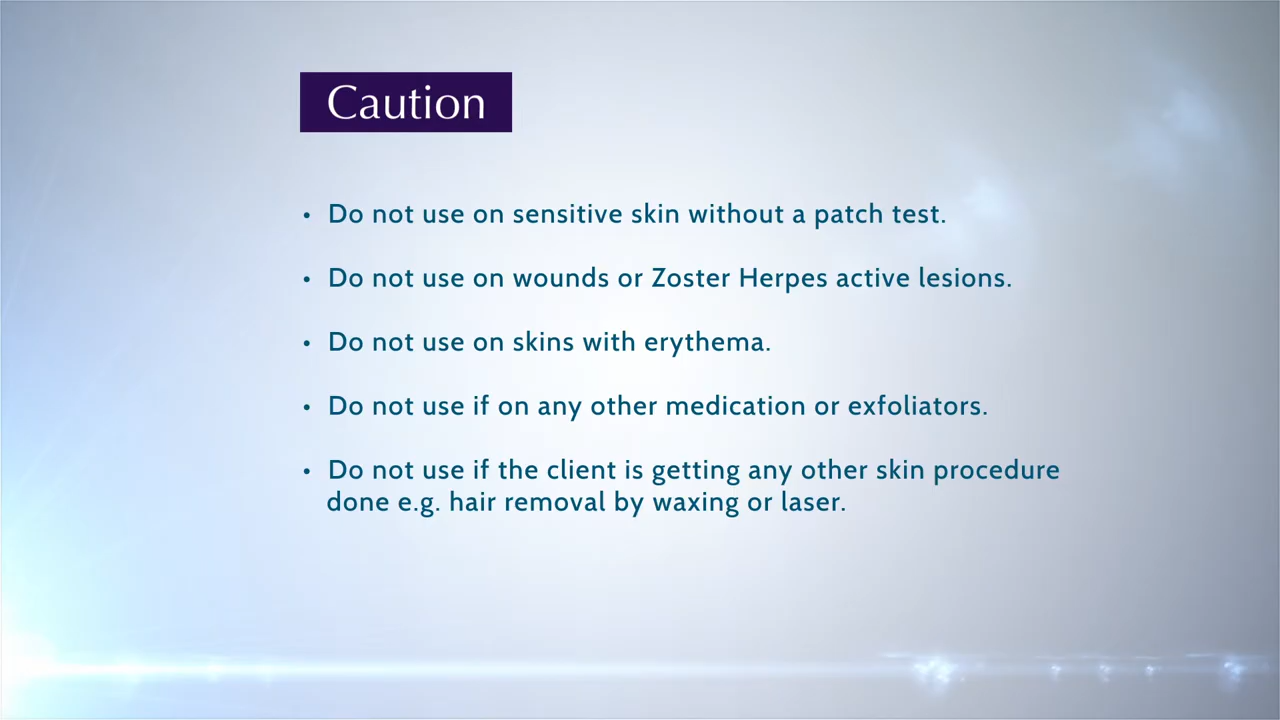 Caution
• Do not use on sensitive skin without a patch test.
• Do not use on wounds or Zoster Herpes active lesions.
• Do not use on skins with erythema.
• Do not use if on any other medication or exfoliators.
• Do not use if the client is getting any other skin procedure
done e.g. hair removal by waxing or laser.